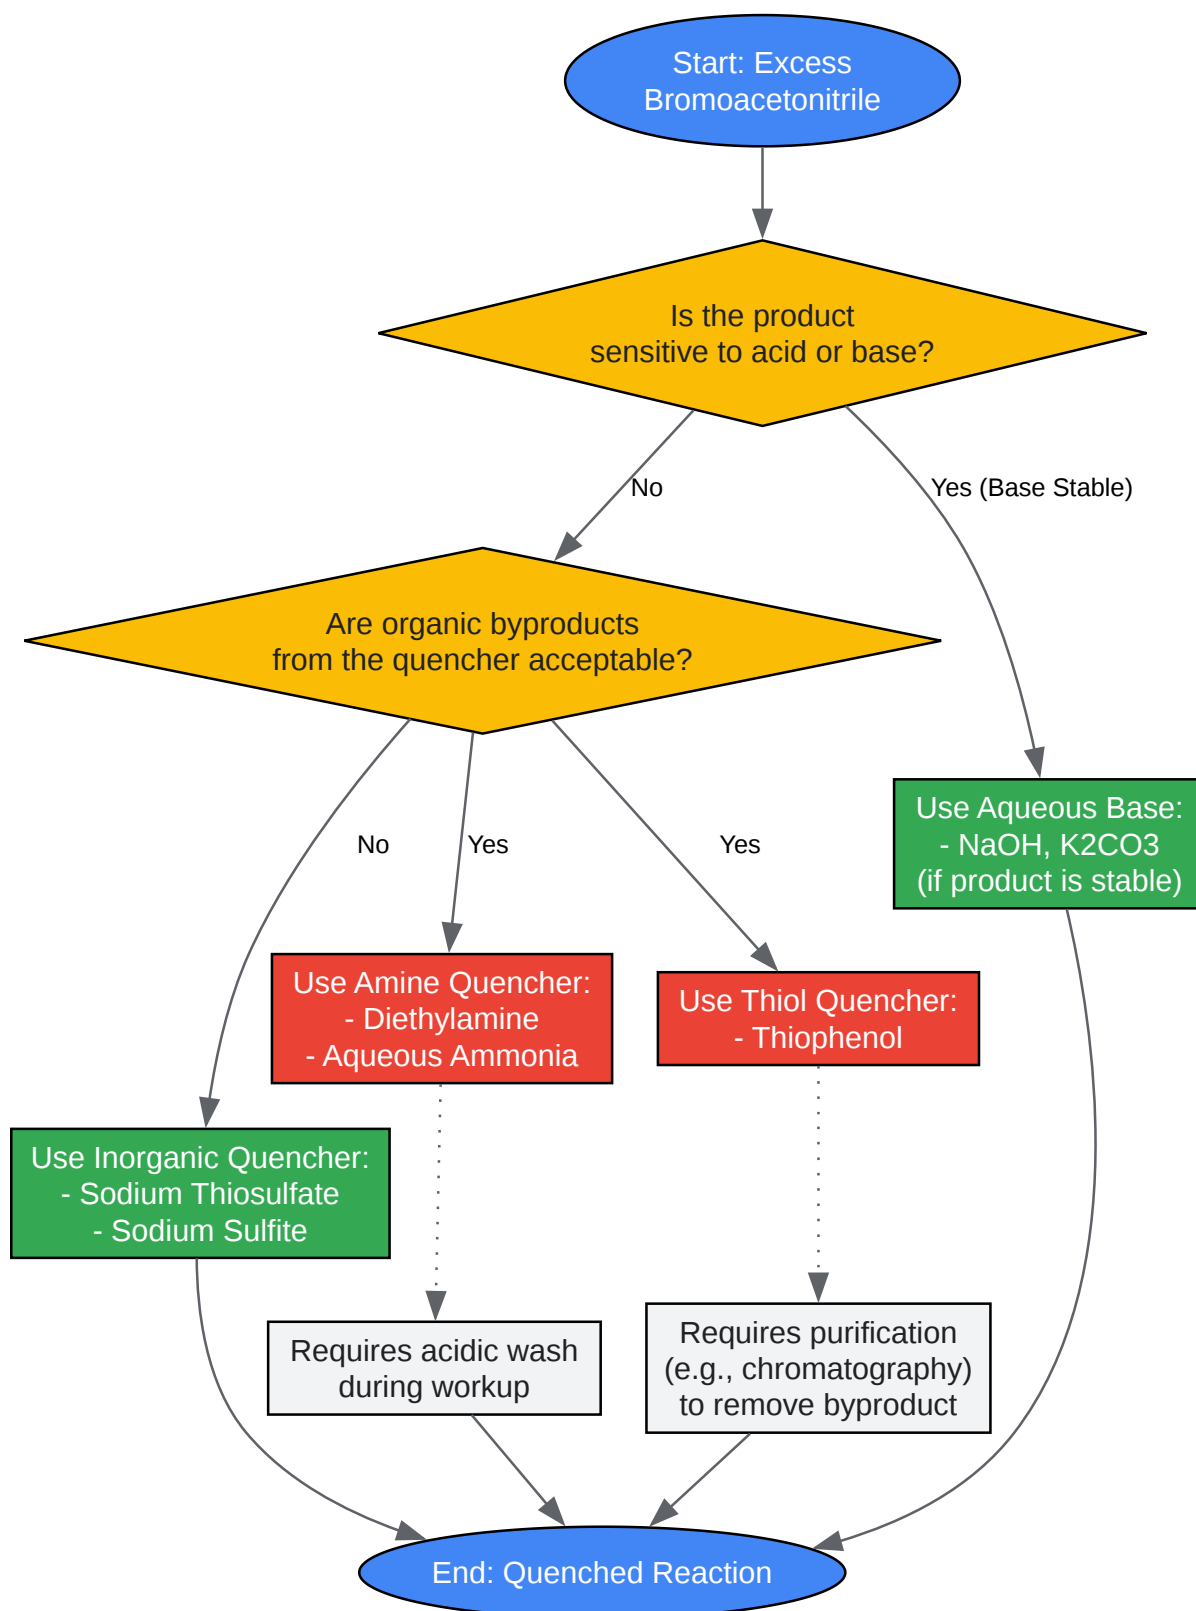 Start: Excess
Bromoacetonitrile
Is the product
sensitive to acid or base?
No
Yes (Base Stable)
Are organic byproducts
from the quencher acceptable?
Use Aqueous Base:
- NaOH, K2CO3
(if product is stable)
No
Yes
Yes
Use Amine Quencher:
- Diethylamine
- Aqueous Ammonia
Use Thiol Quencher:
- Thiophenol
Use Inorganic Quencher:
- Sodium Thiosulfate
- Sodium Sulfite
Requires acidic wash
during workup
Requires purification
(e.g., chromatography)
to remove byproduct
End: Quenched Reaction